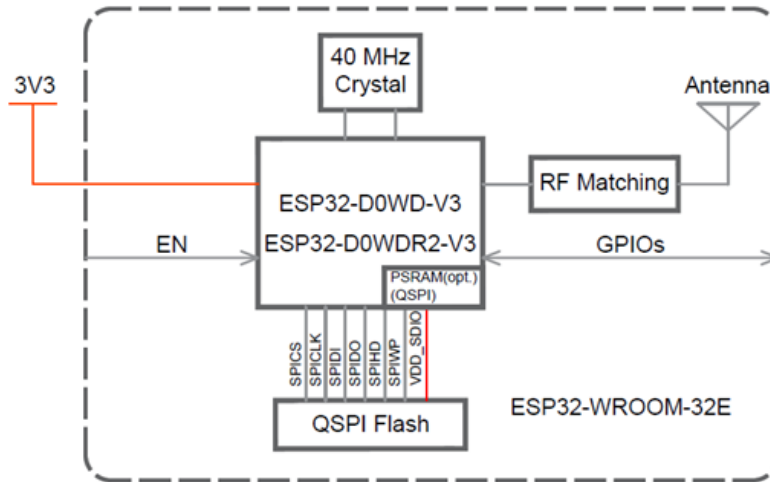 40 MHz
Crystal
3V3
Antenna
RF Matching
ESP32-D0WD-V3
ESP32-D0WDR2-V3
EN
GPIOs
PSRAM(opt.)
(QSPI)
SPICS
SPICLK
SPIDI
SPIDO
SPIHD
SPIWP
VDD_SDIO
QSPI Flash
ESP32-WROOM-32E